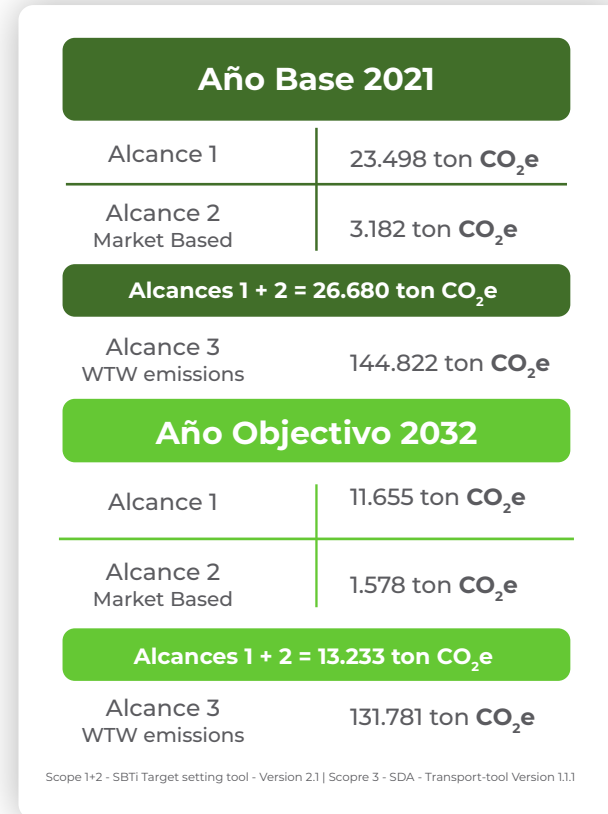 Año Base 2021
Alcance 1
23.498 ton CO₂e
Alcance 2
Market Based
3.182 ton CO₂e
Alcances 1 + 2 = 26.680 ton CO₂e
Alcance 3
WTW emissions
144.822 ton CO₂e
Año Objectivo 2032
Alcance 1
11.655 ton CO₂e
Alcance 2
Market Based
1.578 ton CO₂e
Alcances 1 + 2 = 13.233 ton CO₂e
Alcance 3
WTW emissions
131.781 ton CO₂e
Scope 1+2 - SBTi Target setting tool - Version 2.1 | Scopre 3 - SDA - Transport-tool Version 1.1.1